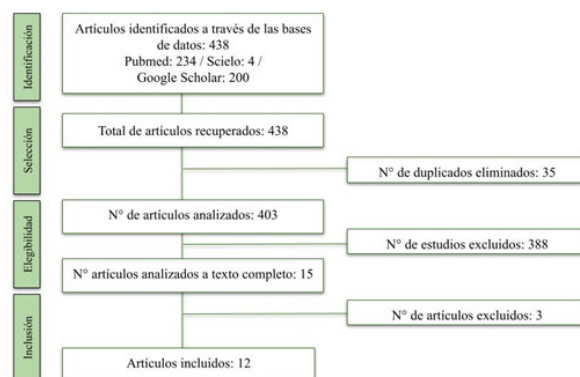 Identificación
Artículos identificados a través de las bases
de datos: 438
Pubmed: 234 / Scielo: 4 /
Google Scholar: 200
Selección
Total de artículos recuperados: 438
N° de duplicados eliminados: 35
Elegibilidad
N° de artículos analizados: 403
N° de estudios excluidos: 388
N° artículos analizados a texto completo: 15
Inclusión
N° de artículos excluidos: 3
Artículos incluidos: 12